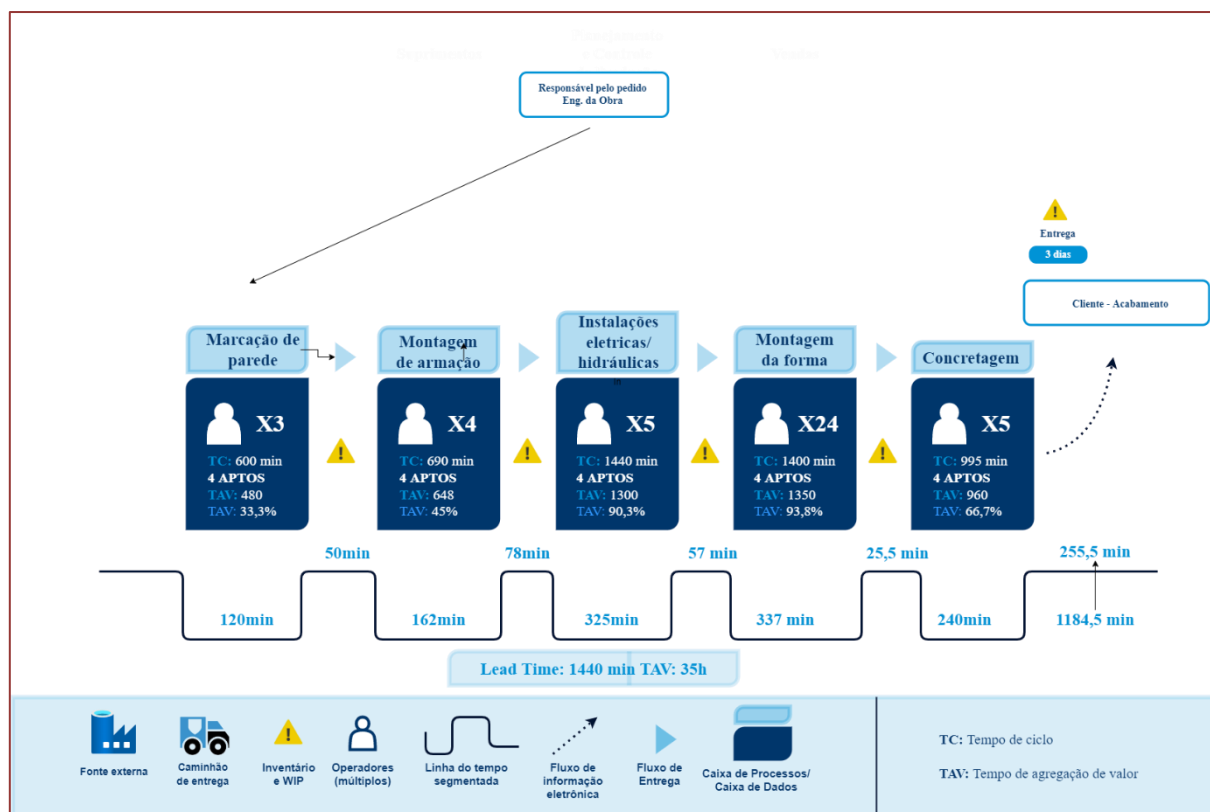 Responsável pelo pedido
Eng. da Obra
Entrega
3 dias
Cliente - Acabamento
Marcação de
parede
Montagem
de armação
Instalações
eletricas/
hidráulicas
Montagem
da forma
Concretagem
X3
TC: 600 min
4 APTOS
TAV: 480
TAV: 33,3%
X4
TC: 690 min
4 APTOS
TAV: 648
TAV: 45%
X5
TC: 1440 min
4 APTOS
TAV: 1300
TAV: 90,3%
X24
TC: 1400 min
4 APTOS
TAV: 1350
TAV: 93,8%
X5
TC: 995 min
4 APTOS
TAV: 960
TAV: 66,7%
50min
78min
57 min
25,5 min
255,5 min
120min
162min
325min
337 min
240min
1184,5 min
Lead Time: 1440 min TAV: 35h
Fonte externa
Caminhão
de entrega
Inventário
e WIP
Operadores
(múltiplos)
Linha do tempo
segmentada
Fluxo de
informação
eletrônica
Fluxo de
Entrega
Caixa de Processos/
Caixa de Dados
TC: Tempo de ciclo
TAV: Tempo de agregação de valor